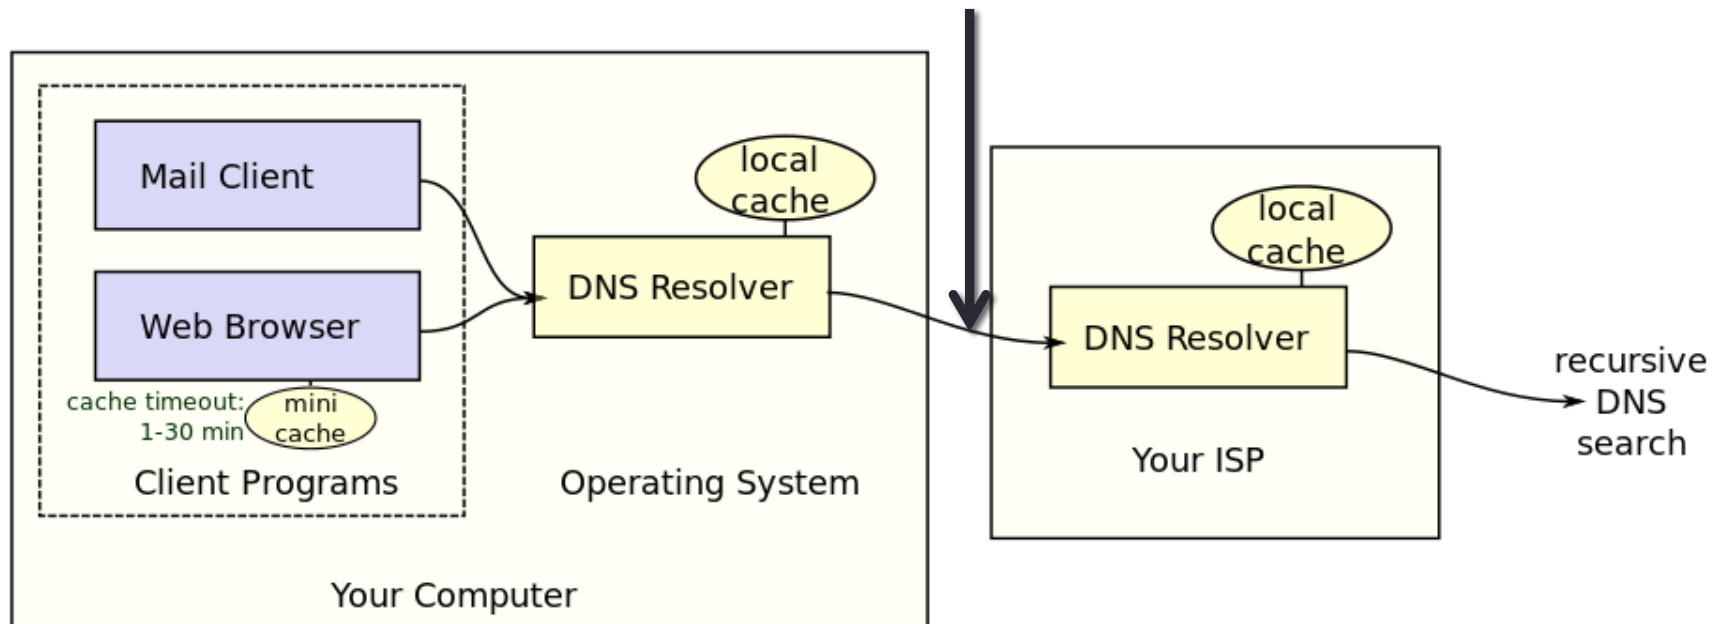 Mail Client
Web Browser
cache timeout:
1-30 min
mini
cache
Client Programs
local
cache
DNS Resolver
Operating System
Your Computer
local
cache
DNS Resolver
Your ISP
recursive
DNS
search